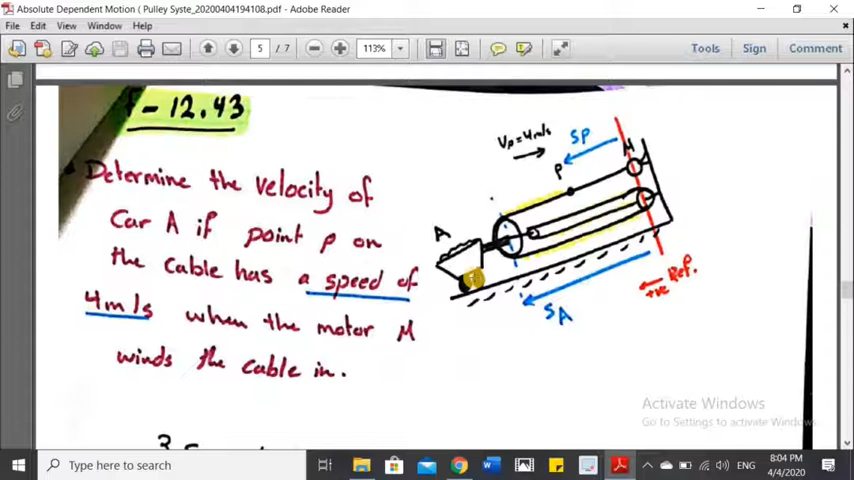 Absolute Dependent Motion ( Pulley Syste_20200404194108.pdf - Adobe Reader
File Edit View Window Help
5 / 7
113%
Tools
Sign
Comment
F-12.43
Determine the velocity of
Car A if point P on
the Cable has a speed of
4m/s when the motor M
winds the cable in.
Vp=4m/s
SP
M
P
A
SA
+ve Ref.
Activate Windows
Go to Settings to activate Windows.
Type here to search
ENG
8:04 PM
4/4/2020